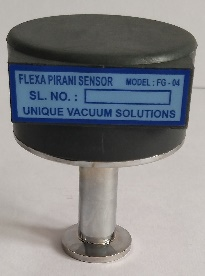 FLEXA PIRANI SENSOR MODEL : FG - 04
SL. NO. :
UNIQUE VACUUM SOLUTIONS